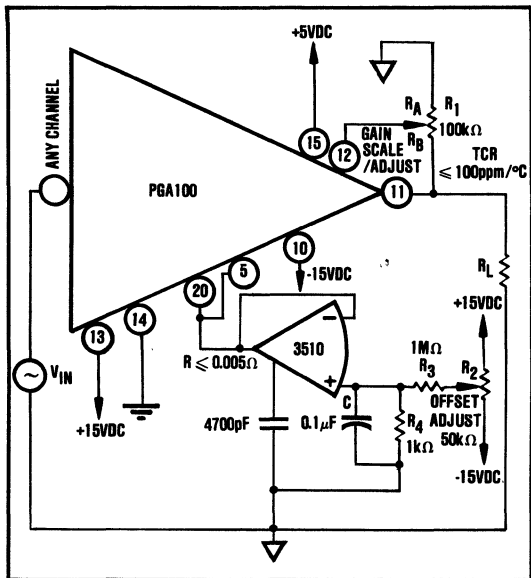 +5VDC
ANY CHANNEL
PGA100
15
12
GAIN
SCALE
/ADJUST
RA
RB
R1
100kΩ
TCR
≤ 100ppm/°C
11
10
-15VDC
5
20
14
13
+15VDC
VIN
R ≤ 0.005Ω
3510
−
+
4700pF
C
0.1μF
R4
1kΩ
1MΩ
R3
R2
OFFSET
ADJUST
50kΩ
+15VDC
-15VDC
RL